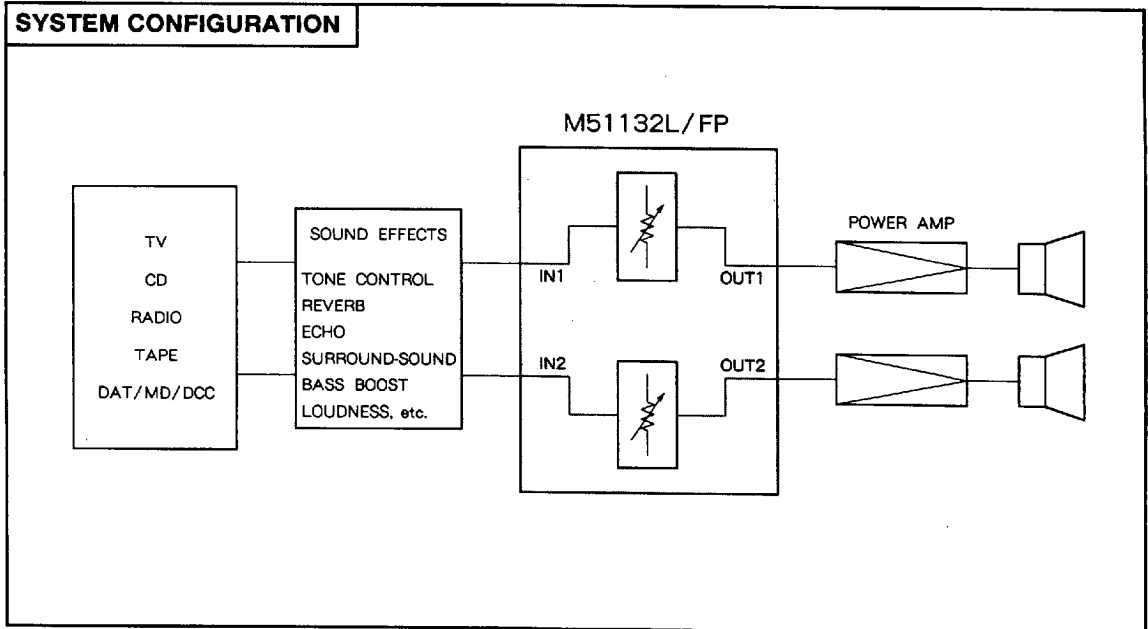 SYSTEM CONFIGURATION
M51132L/FP
TV
CD
RADIO
TAPE
DAT/MD/DCC
SOUND EFFECTS
TONE CONTROL
REVERB
ECHO
SURROUND-SOUND
BASS BOOST
LOUDNESS, etc.
IN1
OUT1
IN2
OUT2
POWER AMP